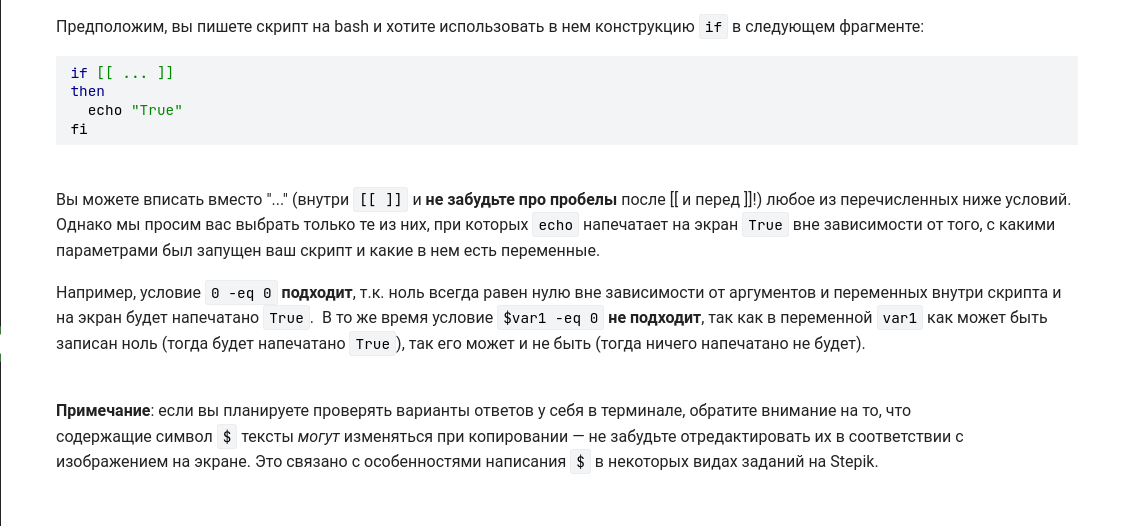 Предположим, вы пишете скрипт на bash и хотите использовать в нем конструкцию if в следующем фрагменте:
if [[ ... ]]
then
  echo "True"
fi
Вы можете вписать вместо "..." (внутри [[ ]] и не забудьте про пробелы после [[ и перед ]]!) любое из перечисленных ниже условий.
Однако мы просим вас выбрать только те из них, при которых echo напечатает на экран True вне зависимости от того, с какими
параметрами был запущен ваш скрипт и какие в нем есть переменные.
Например, условие 0 -eq 0 подходит, т.к. ноль всегда равен нулю вне зависимости от аргументов и переменных внутри скрипта и
на экран будет напечатано True . В то же время условие $var1 -eq 0 не подходит, так как в переменной var1 как может быть
записан ноль (тогда будет напечатано True ), так его может и не быть (тогда ничего напечатано не будет).
Примечание: если вы планируете проверять варианты ответов у себя в терминале, обратите внимание на то, что
содержащие символ $ тексты могут изменяться при копировании — не забудьте отредактировать их в соответствии с
изображением на экране. Это связано с особенностями написания $ в некоторых видах заданий на Stepik.